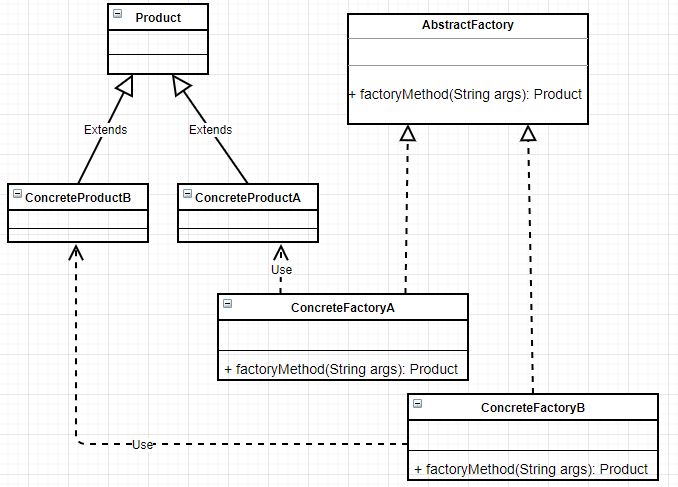 Product
AbstractFactory
+ factoryMethod(String args): Product
Extends
Extends
ConcreteProductB
ConcreteProductA
Use
ConcreteFactoryA
+ factoryMethod(String args): Product
ConcreteFactoryB
Use
+ factoryMethod(String args): Product